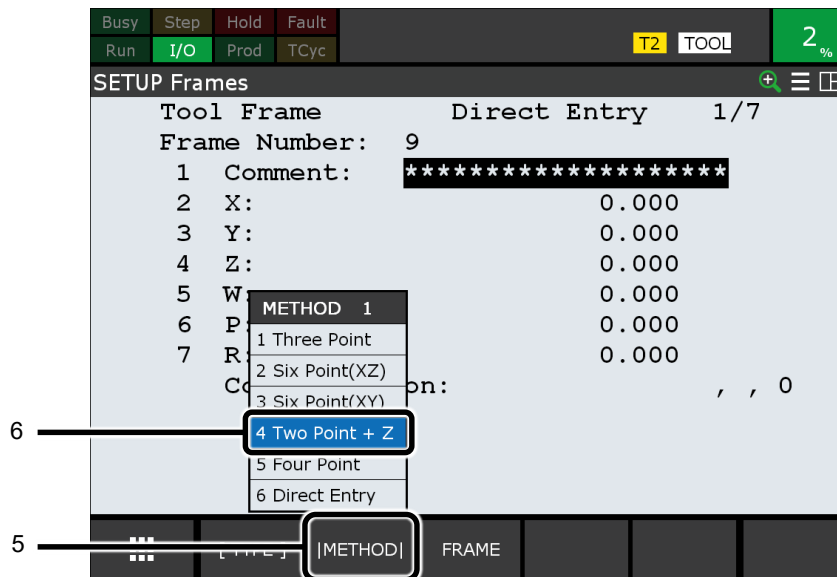 Busy Step Hold Fault
Run I/O Prod TCyc T2 TOOL 2%
SETUP Frames
Tool Frame Direct Entry 1/7
Frame Number: 9
1 Comment: ********************
2 X: 0.000
3 Y: 0.000
4 Z: 0.000
5 W: 0.000
6 P 0.000
7 R 0.000
on: , , 0
METHOD 1
1 Three Point
2 Six Point(XZ)
3 Six Point(XY)
6
4 Two Point + Z
5 Four Point
6 Direct Entry
5
|METHOD| FRAME